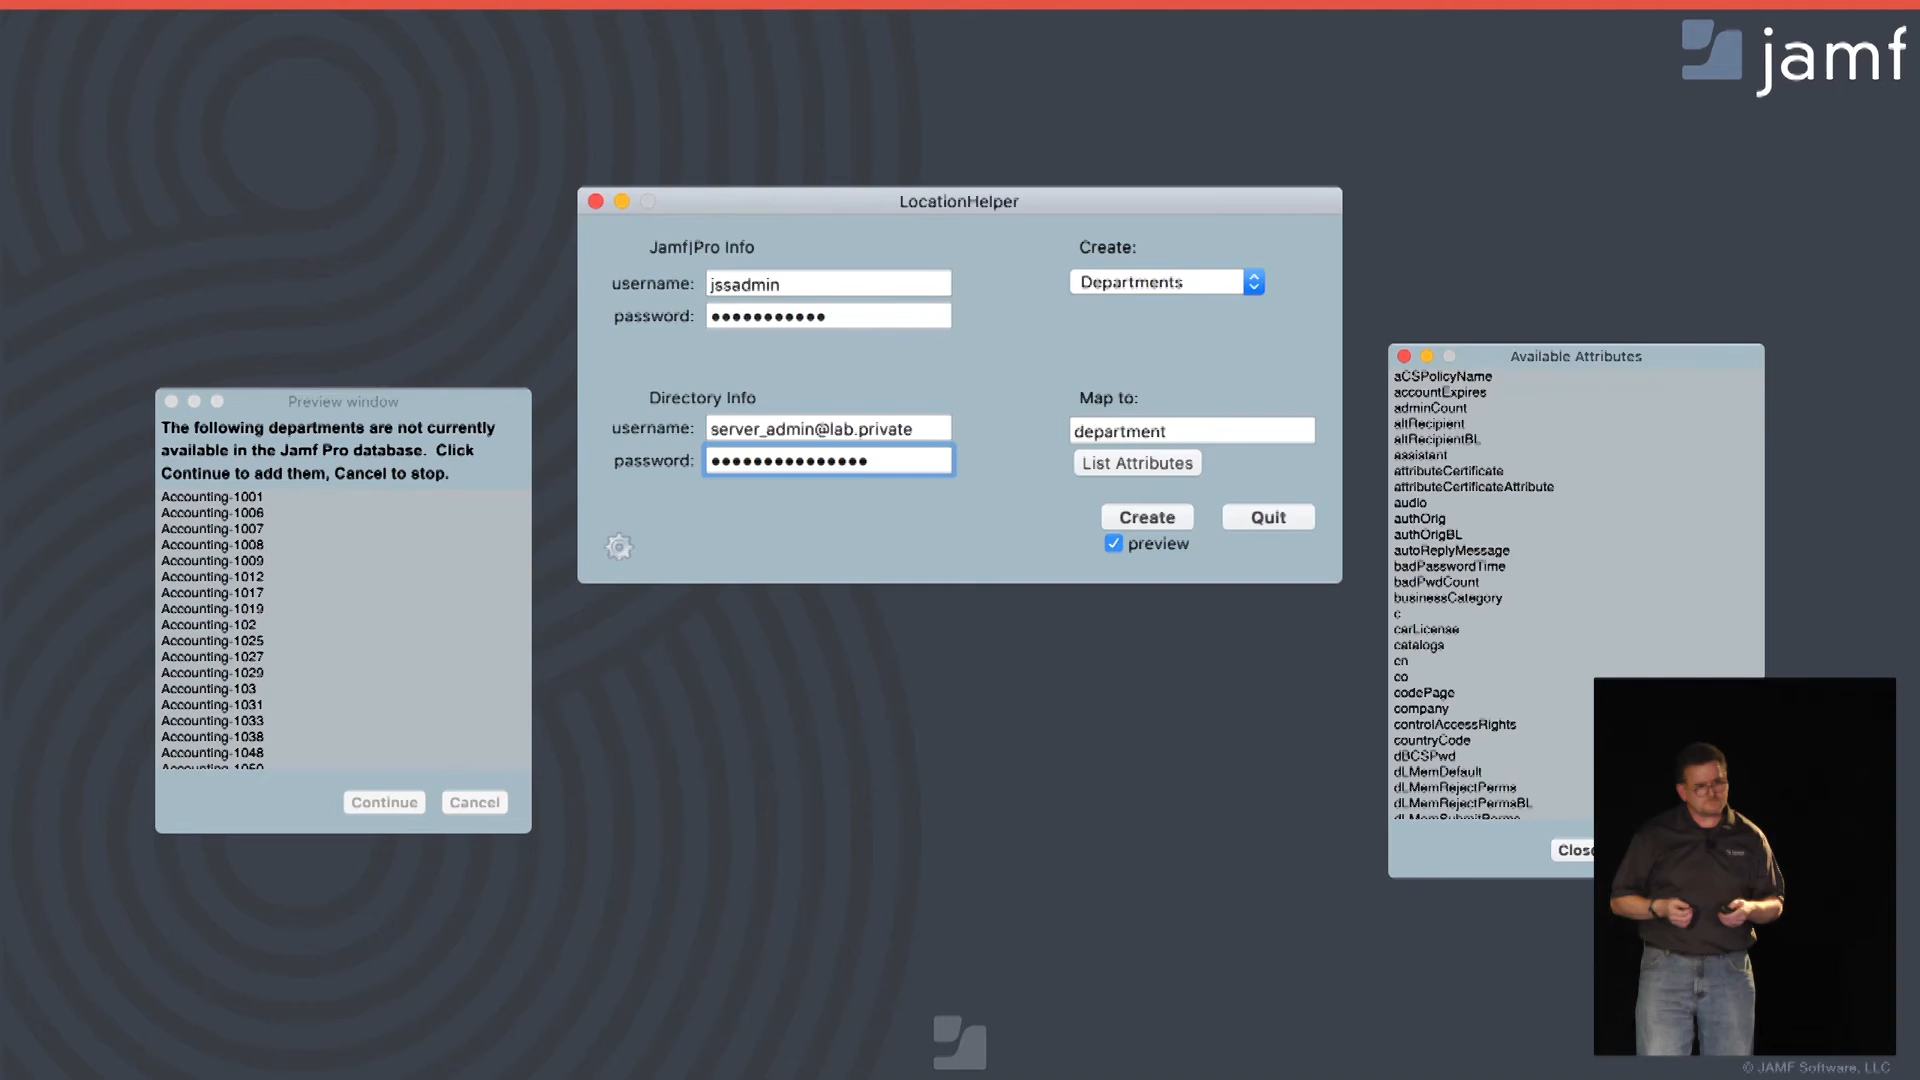 jamf
LocationHelper
Jamf|Pro Info
username: jssadmin
password: ●●●●●●●●●●●
Create:
Departments
Directory Info
username: server_admin@lab.private
password: ●●●●●●●●●●●●●●●
Map to:
department
List Attributes
Create
Quit
preview
Preview window
The following departments are not currently
available in the Jamf Pro database. Click
Continue to add them, Cancel to stop.
Accounting-1001
Accounting-1006
Accounting-1007
Accounting-1008
Accounting-1009
Accounting-1012
Accounting-1017
Accounting-1019
Accounting-102
Accounting-1025
Accounting-1027
Accounting-1029
Accounting-103
Accounting-1031
Accounting-1033
Accounting-1038
Accounting-1048
Accounting-1050
Continue
Cancel
Available Attributes
aCSPolicyName
accountExpires
adminCount
altRecipient
altRecipientBL
assistant
attributeCertificate
attributeCertificateAttribute
audio
authOrig
authOrigBL
autoReplyMessage
badPasswordTime
badPwdCount
businessCategory
c
carLicense
catalogs
cn
co
codePage
company
controlAccessRights
countryCode
dBCSPwd
dLMemDefault
dLMemRejectPerms
dLMemRejectPermsBL
dLMemSubmitPerms
Close
© JAMF Software, LLC